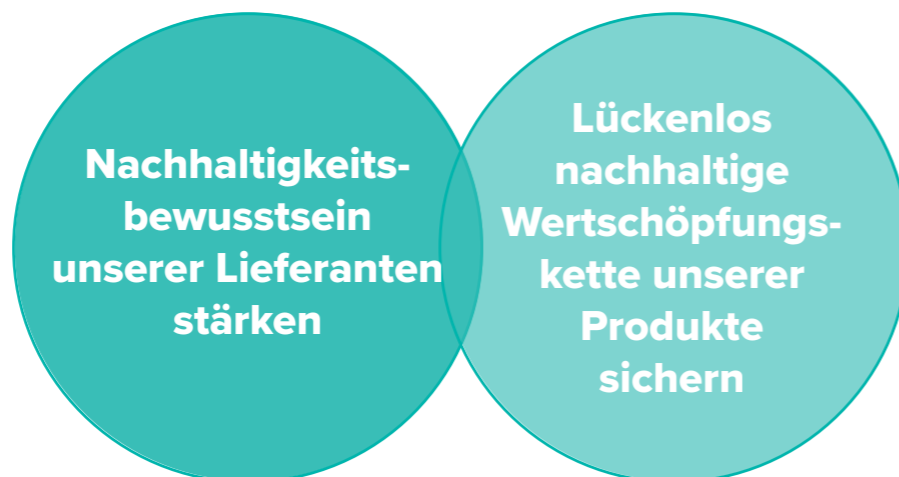 Nachhaltigkeits-
bewusstsein
unserer Lieferanten
stärken
Lückenlos
nachhaltige
Wertschöpfungs-
kette unserer
Produkte
sichern